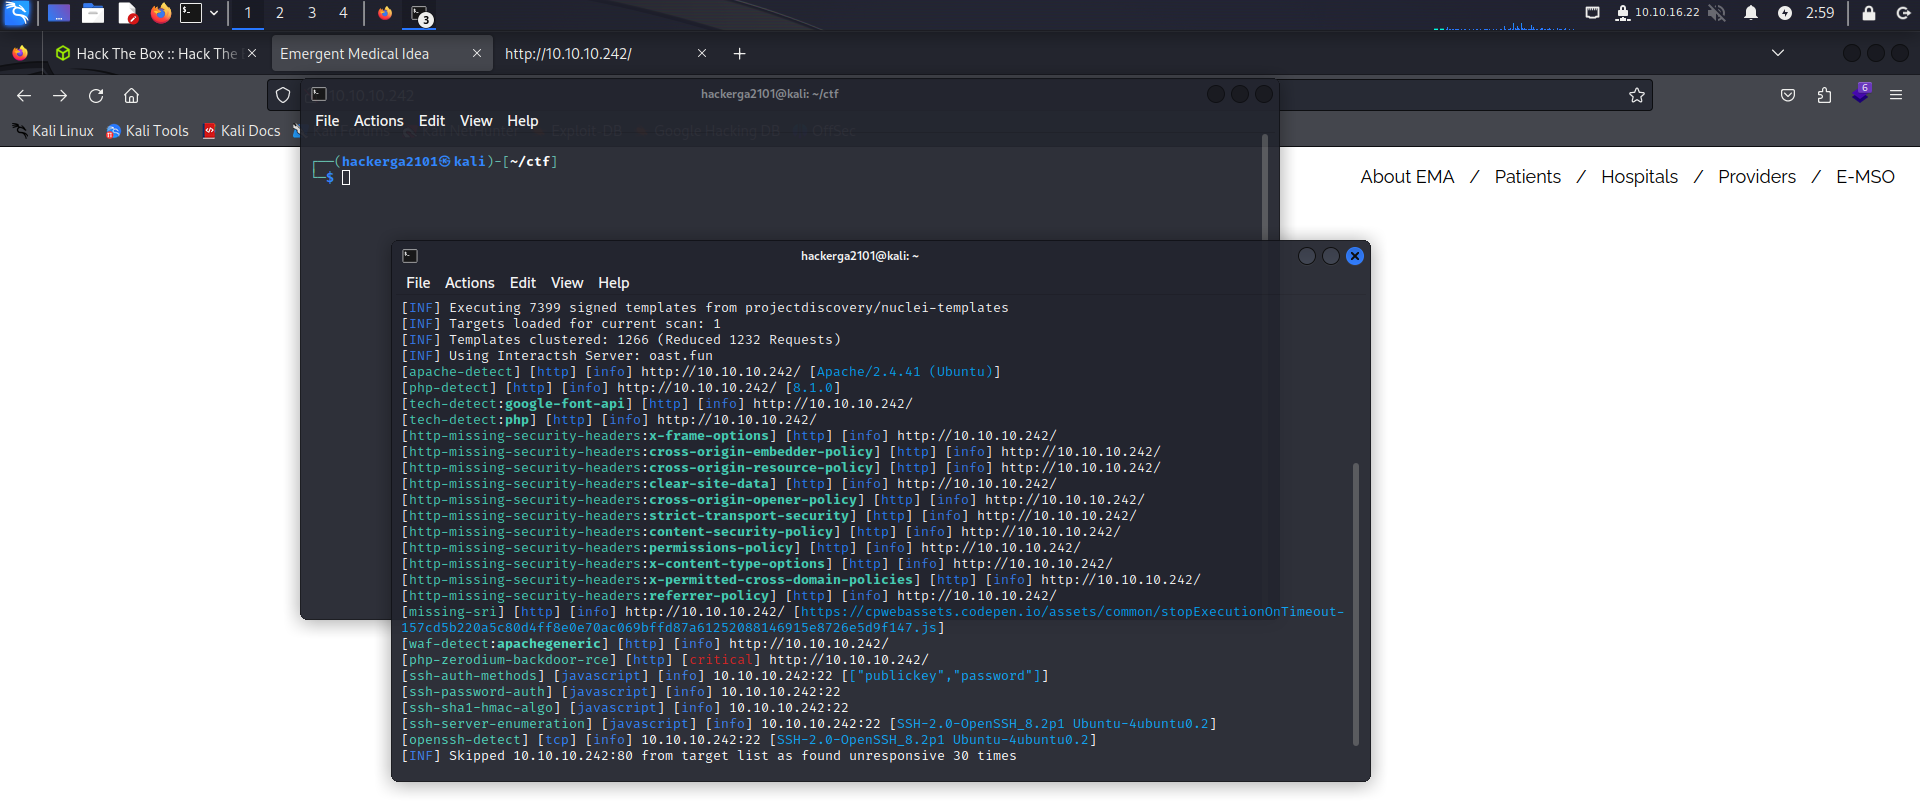 1 2 3 4 3 10.10.16.22 2:59
Hack The Box :: Hack The Emergent Medical Idea http://10.10.10.242/
10.10.10.242 6
Kali Linux Kali Tools Kali Docs Kali Forums Kali NetHunter Exploit-DB Google Hacking DB OffSec
About EMA / Patients / Hospitals / Providers / E-MSO
hackerga2101@kali: ~/ctf
File Actions Edit View Help
┌──(hackerga2101㉿kali)-[~/ctf]
└─$
hackerga2101@kali: ~
File Actions Edit View Help
[INF] Executing 7399 signed templates from projectdiscovery/nuclei-templates
[INF] Targets loaded for current scan: 1
[INF] Templates clustered: 1266 (Reduced 1232 Requests)
[INF] Using Interactsh Server: oast.fun
[apache-detect] [http] [info] http://10.10.10.242/ [Apache/2.4.41 (Ubuntu)]
[php-detect] [http] [info] http://10.10.10.242/ [8.1.0]
[tech-detect:google-font-api] [http] [info] http://10.10.10.242/
[tech-detect:php] [http] [info] http://10.10.10.242/
[http-missing-security-headers:x-frame-options] [http] [info] http://10.10.10.242/
[http-missing-security-headers:cross-origin-embedder-policy] [http] [info] http://10.10.10.242/
[http-missing-security-headers:cross-origin-resource-policy] [http] [info] http://10.10.10.242/
[http-missing-security-headers:clear-site-data] [http] [info] http://10.10.10.242/
[http-missing-security-headers:cross-origin-opener-policy] [http] [info] http://10.10.10.242/
[http-missing-security-headers:strict-transport-security] [http] [info] http://10.10.10.242/
[http-missing-security-headers:content-security-policy] [http] [info] http://10.10.10.242/
[http-missing-security-headers:permissions-policy] [http] [info] http://10.10.10.242/
[http-missing-security-headers:x-content-type-options] [http] [info] http://10.10.10.242/
[http-missing-security-headers:x-permitted-cross-domain-policies] [http] [info] http://10.10.10.242/
[http-missing-security-headers:referrer-policy] [http] [info] http://10.10.10.242/
[missing-sri] [http] [info] http://10.10.10.242/ [https://cpwebassets.codepen.io/assets/common/stopExecutionOnTimeout-
157cd5b220a5c80d4ff8e0e70ac069bffd87a61252088146915e8726e5d9f147.js]
[waf-detect:apachegeneric] [http] [info] http://10.10.10.242/
[php-zerodium-backdoor-rce] [http] [critical] http://10.10.10.242/
[ssh-auth-methods] [javascript] [info] 10.10.10.242:22 [["publickey","password"]]
[ssh-password-auth] [javascript] [info] 10.10.10.242:22
[ssh-sha1-hmac-algo] [javascript] [info] 10.10.10.242:22
[ssh-server-enumeration] [javascript] [info] 10.10.10.242:22 [SSH-2.0-OpenSSH_8.2p1 Ubuntu-4ubuntu0.2]
[openssh-detect] [tcp] [info] 10.10.10.242:22 [SSH-2.0-OpenSSH_8.2p1 Ubuntu-4ubuntu0.2]
[INF] Skipped 10.10.10.242:80 from target list as found unresponsive 30 times